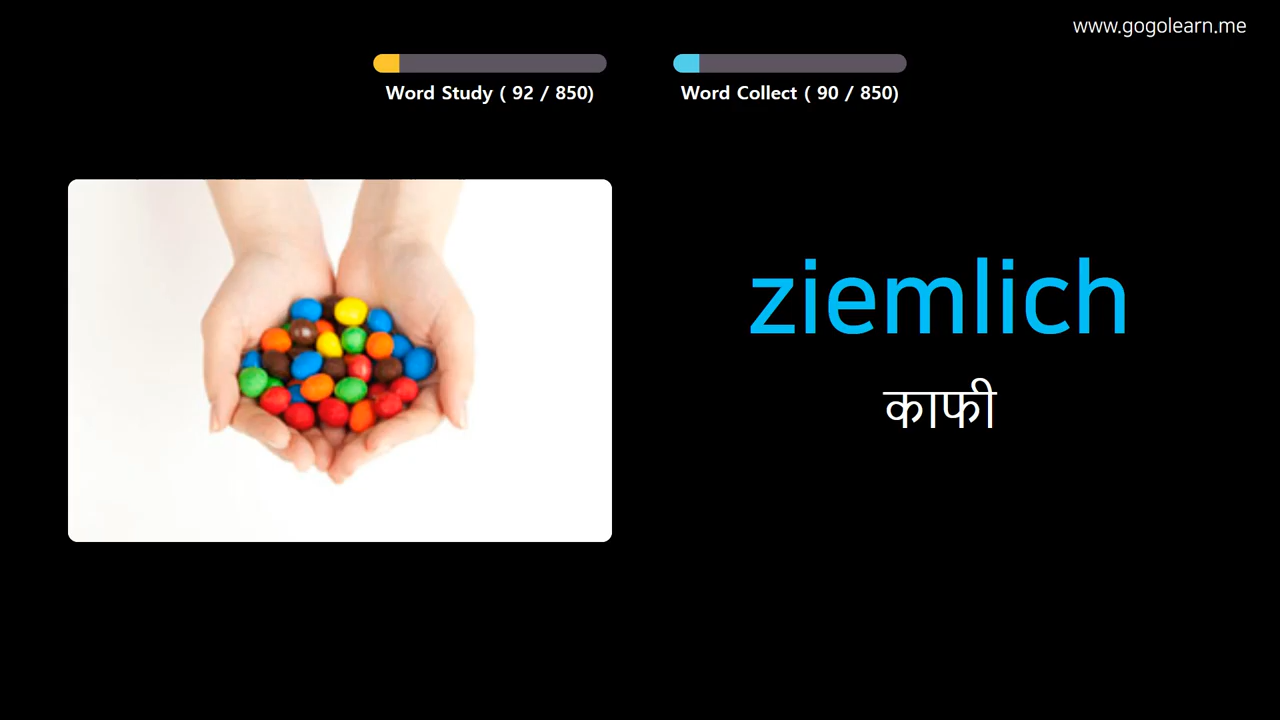 www.gogolearn.me
Word Study ( 92 / 850)
Word Collect ( 90 / 850)
ziemlich
काफी